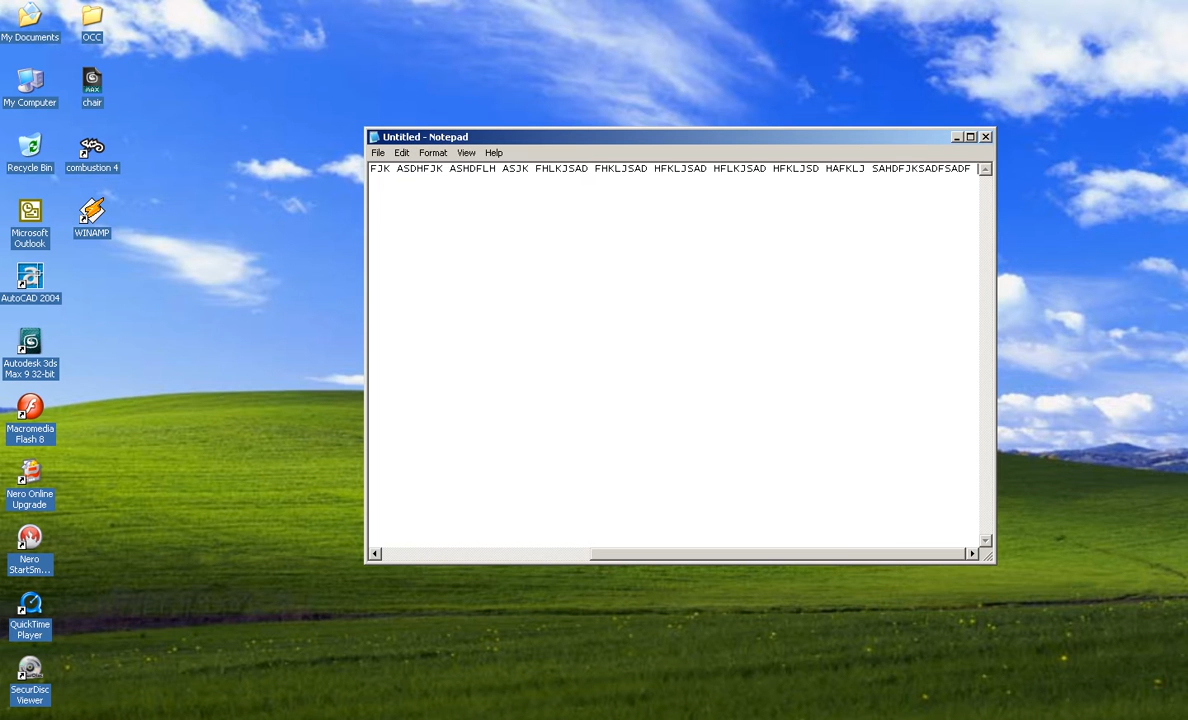 My Documents
OCC
My Computer
chair
MAX
Recycle Bin
combustion 4
Microsoft
Outlook
WINAMP
AutoCAD 2004
Autodesk 3ds
Max 9 32-bit
Macromedia
Flash 8
Nero Online
Upgrade
Nero
StartSm...
QuickTime
Player
SecurDisc
Viewer
Untitled - Notepad
File Edit Format View Help
FJK ASDHFJK ASHDFLH ASJK FHLKJSAD FHKLJSAD HFKLJSAD HFLKJSAD HFKLJSD HAFKLJ SAHDFJKSADFSADF